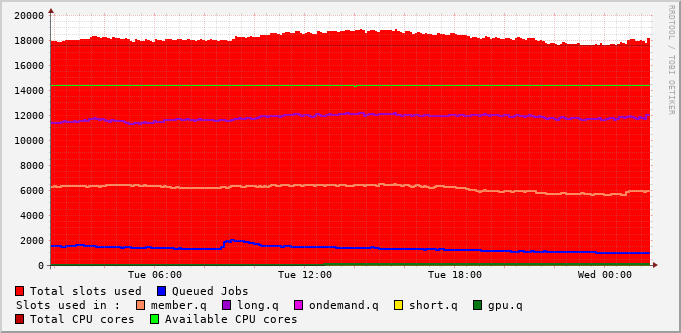 RRDTOOL / TOBI OETIKER
20000
18000
16000
14000
12000
10000
8000
6000
4000
2000
0
Tue 06:00 Tue 12:00 Tue 18:00 Wed 00:00
Total slots used Queued Jobs
Slots used in : member.q long.q ondemand.q short.q gpu.q
Total CPU cores Available CPU cores